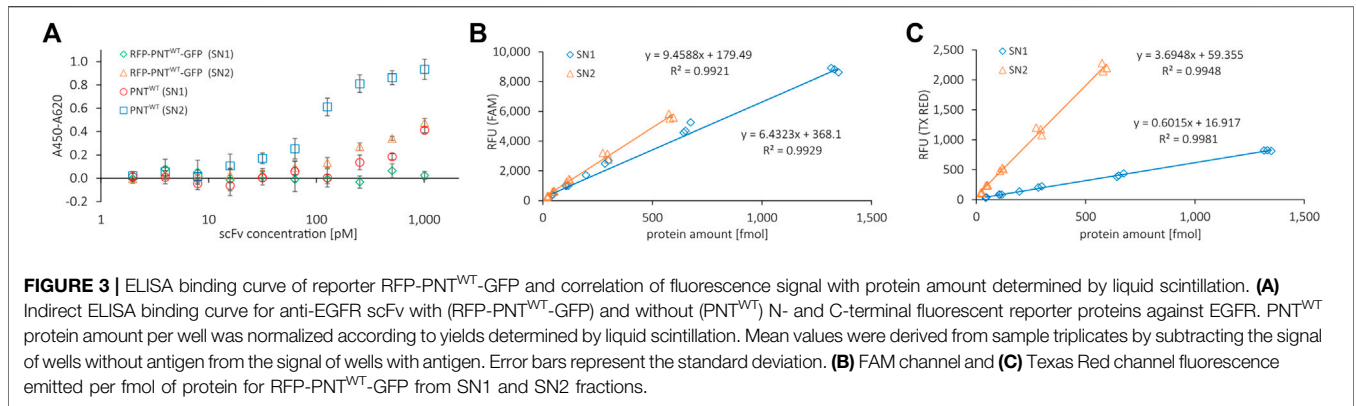 A
RFP-PNTᵂᵀ-GFP (SN1)
RFP-PNTᵂᵀ-GFP (SN2)
PNTᵂᵀ (SN1)
PNTᵂᵀ (SN2)
A450-A620
1.0
0.8
0.6
0.4
0.2
0.0
-0.2
1
10
100
1,000
scFv concentration [pM]
B
SN1
SN2
y = 9.4588x + 179.49
R² = 0.9921
y = 6.4323x + 368.1
R² = 0.9929
RFU (FAM)
10,000
8,000
6,000
4,000
2,000
0
0
500
1,000
1,500
protein amount [fmol]
C
SN1
SN2
y = 3.6948x + 59.355
R² = 0.9948
y = 0.6015x + 16.917
R² = 0.9981
RFU (TX RED)
2,500
2,000
1,500
1,000
500
0
0
500
1,000
1,500
protein amount [fmol]
FIGURE 3 | ELISA binding curve of reporter RFP-PNTᵂᵀ-GFP and correlation of fluorescence signal with protein amount determined by liquid scintillation. (A)
Indirect ELISA binding curve for anti-EGFR scFv with (RFP-PNTᵂᵀ-GFP) and without (PNTᵂᵀ) N- and C-terminal fluorescent reporter proteins against EGFR. PNTᵂᵀ
protein amount per well was normalized according to yields determined by liquid scintillation. Mean values were derived from sample triplicates by subtracting the signal
of wells without antigen from the signal of wells with antigen. Error bars represent the standard deviation. (B) FAM channel and (C) Texas Red channel fluorescence
emitted per fmol of protein for RFP-PNTᵂᵀ-GFP from SN1 and SN2 fractions.